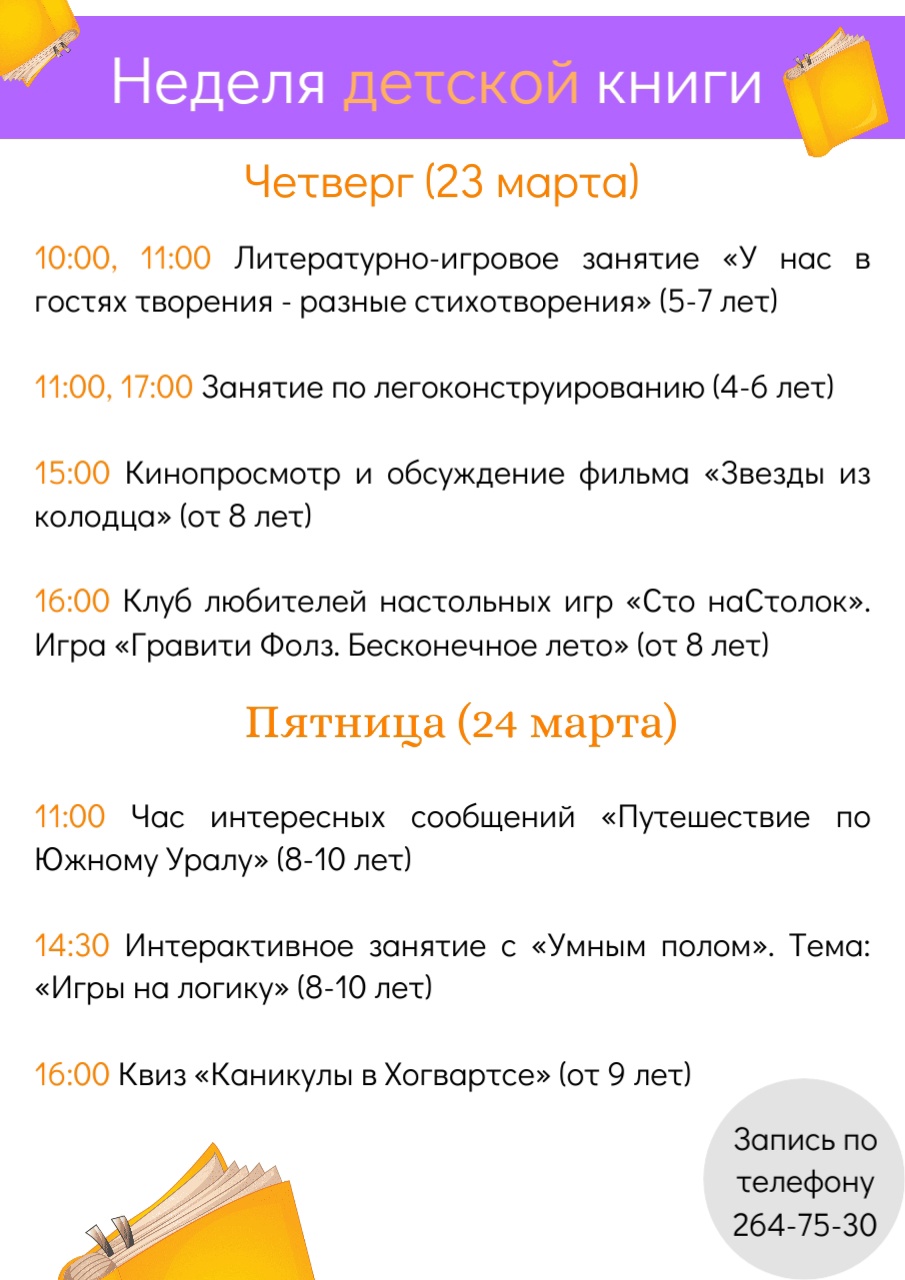 Неделя детской книги
Четверг (23 марта)
10:00, 11:00 Литературно-игровое занятие «У нас в
гостях творения - разные стихотворения» (5-7 лет)
11:00, 17:00 Занятие по легоконструированию (4-6 лет)
15:00 Кинопросмотр и обсуждение фильма «Звезды из
колодца» (от 8 лет)
16:00 Клуб любителей настольных игр «Сто наСтолок».
Игра «Гравити Фолз. Бесконечное лето» (от 8 лет)
Пятница (24 марта)
11:00 Час интересных сообщений «Путешествие по
Южному Уралу» (8-10 лет)
14:30 Интерактивное занятие с «Умным полом». Тема:
«Игры на логику» (8-10 лет)
16:00 Квиз «Каникулы в Хогвартсе» (от 9 лет)
Запись по
телефону
264-75-30